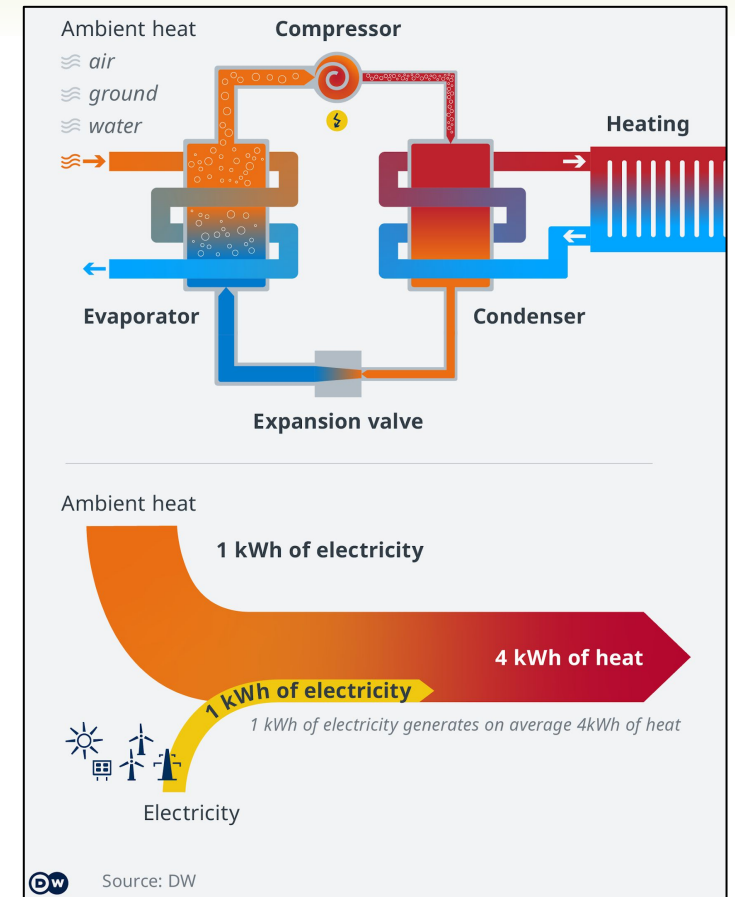 Ambient heat
Compressor
air
ground
water
Heating
Evaporator
Condenser
Expansion valve
Ambient heat
1 kWh of electricity
4 kWh of heat
1 kWh of electricity
1 kWh of electricity generates on average 4kWh of heat
Electricity
DW
Source: DW